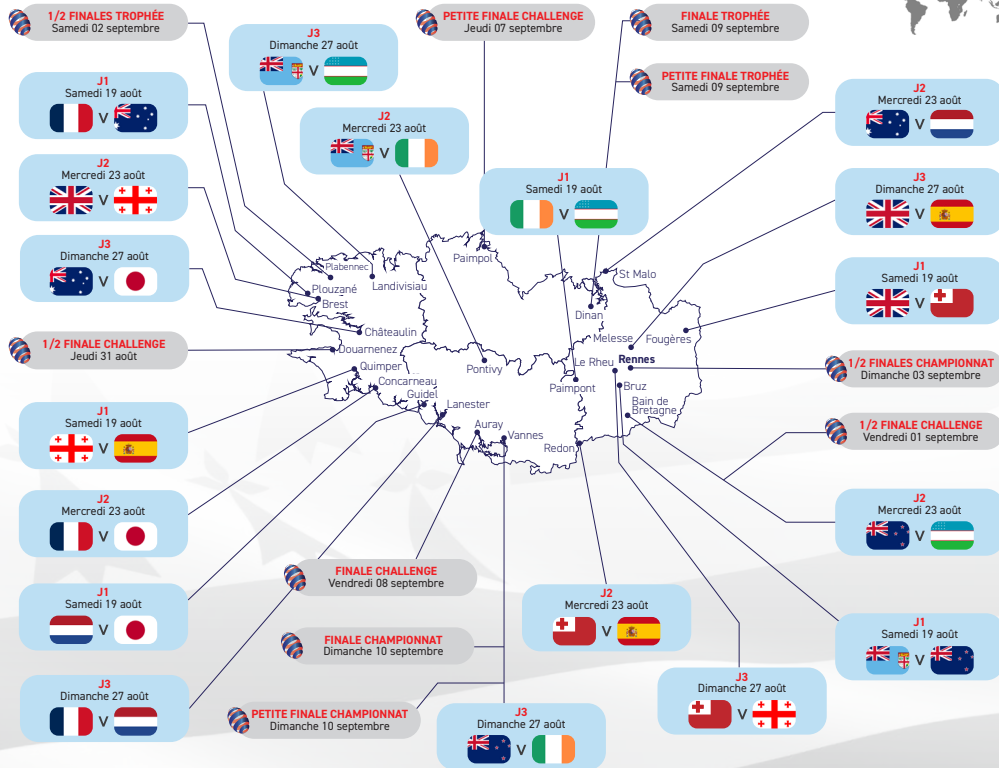 1/2 FINALES TROPHÉE
Samedi 02 septembre
PETITE FINALE CHALLENGE
Jeudi 07 septembre
FINALE TROPHÉE
Samedi 09 septembre
J3
Dimanche 27 août
V
PETITE FINALE TROPHÉE
Samedi 09 septembre
J1
Samedi 19 août
V
J2
Mercredi 23 août
V
J2
Mercredi 23 août
V
J2
Mercredi 23 août
V
J1
Samedi 19 août
V
J3
Dimanche 27 août
V
J3
Dimanche 27 août
V
J1
Samedi 19 août
V
Paimpol
Plabennec
Landivisiau
Plouzané
Brest
St Malo
Dinan
Châteaulin
Melesse
Fougères
Douarnenez
Quimper
Pontivy
Le Rheu
Rennes
Concarneau
Guidel
Paimpont
Bruz
Lanester
Bain de
Bretagne
Auray
Vannes
Redon
1/2 FINALE CHALLENGE
Jeudi 31 août
1/2 FINALES CHAMPIONNAT
Dimanche 03 septembre
J1
Samedi 19 août
V
1/2 FINALE CHALLENGE
Vendredi 01 septembre
J2
Mercredi 23 août
V
J2
Mercredi 23 août
V
FINALE CHALLENGE
Vendredi 08 septembre
J1
Samedi 19 août
V
J2
Mercredi 23 août
V
J1
Samedi 19 août
V
FINALE CHAMPIONNAT
Dimanche 10 septembre
J3
Dimanche 27 août
V
J3
Dimanche 27 août
V
PETITE FINALE CHAMPIONNAT
Dimanche 10 septembre
J3
Dimanche 27 août
V